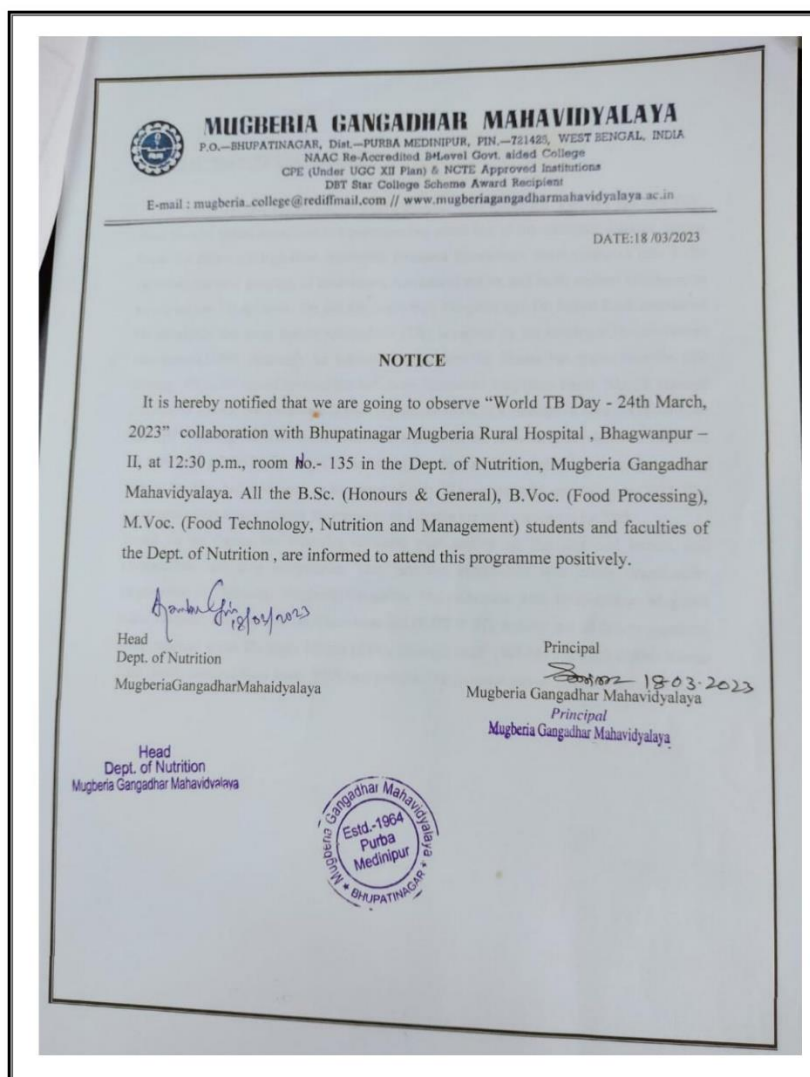 MUGBERIA GANGADHAR MAHAVIDYALAYA
P.O.—BHUPATINAGAR, Dist.—PURBA MEDINIPUR, PIN.—721425, WEST BENGAL, INDIA
NAAC Re-Accredited B+Level Govt. aided College
CPE (Under UGC XII Plan) & NCTE Approved Institutions
DBT Star College Scheme Award Recipient
E-mail : mugberia_college@rediffmail.com // www.mugberiagangadharmahavidyalaya.ac.in
DATE:18 /03/2023
NOTICE
It is hereby notified that we are going to observe “World TB Day - 24th March,
2023” collaboration with Bhupatinagar Mugberia Rural Hospital , Bhagwanpur –
II, at 12:30 p.m., room No.- 135 in the Dept. of Nutrition, Mugberia Gangadhar
Mahavidyalaya. All the B.Sc. (Honours & General), B.Voc. (Food Processing),
M.Voc. (Food Technology, Nutrition and Management) students and faculties of
the Dept. of Nutrition , are informed to attend this programme positively.
18/03/2023
Head
Dept. of Nutrition
MugberiaGangadharMahaidyalaya
Principal
18-03-2023
Mugberia Gangadhar Mahavidyalaya
Principal
Mugberia Gangadhar Mahavidyalaya
Head
Dept. of Nutrition
Mugberia Gangadhar Mahavidyalaya
Mugberia Gangadhar Mahavidyalaya
Estd.-1964
Purba
Medinipur
★ BHUPATINAGAR ★